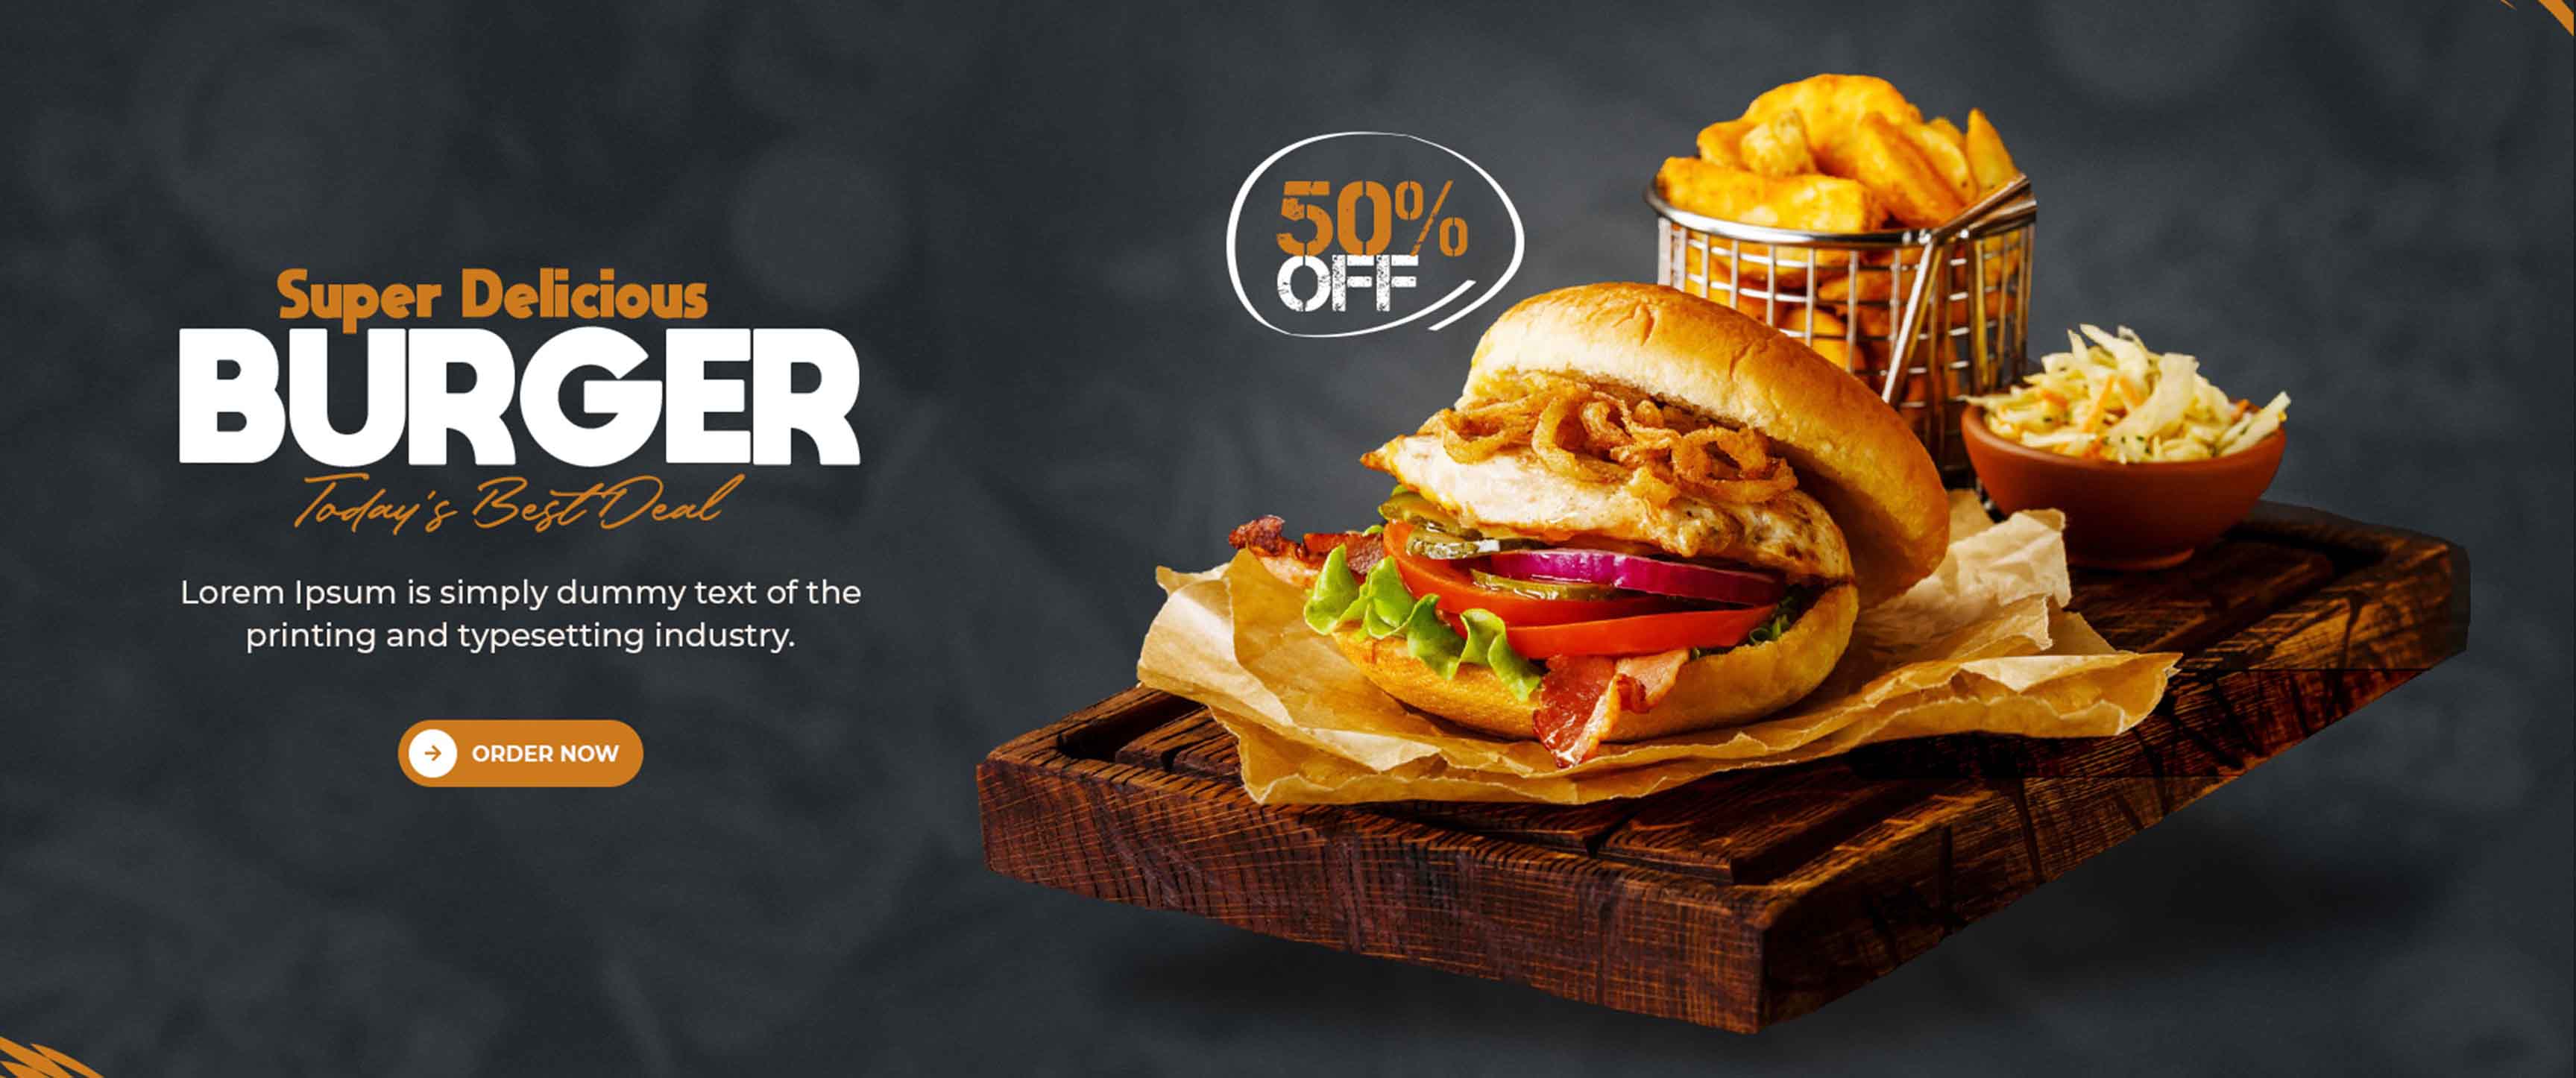 Super Delicious
BURGER
Today's Best Deal
Lorem Ipsum is simply dummy text of the
printing and typesetting industry.
ORDER NOW
50%
OFF